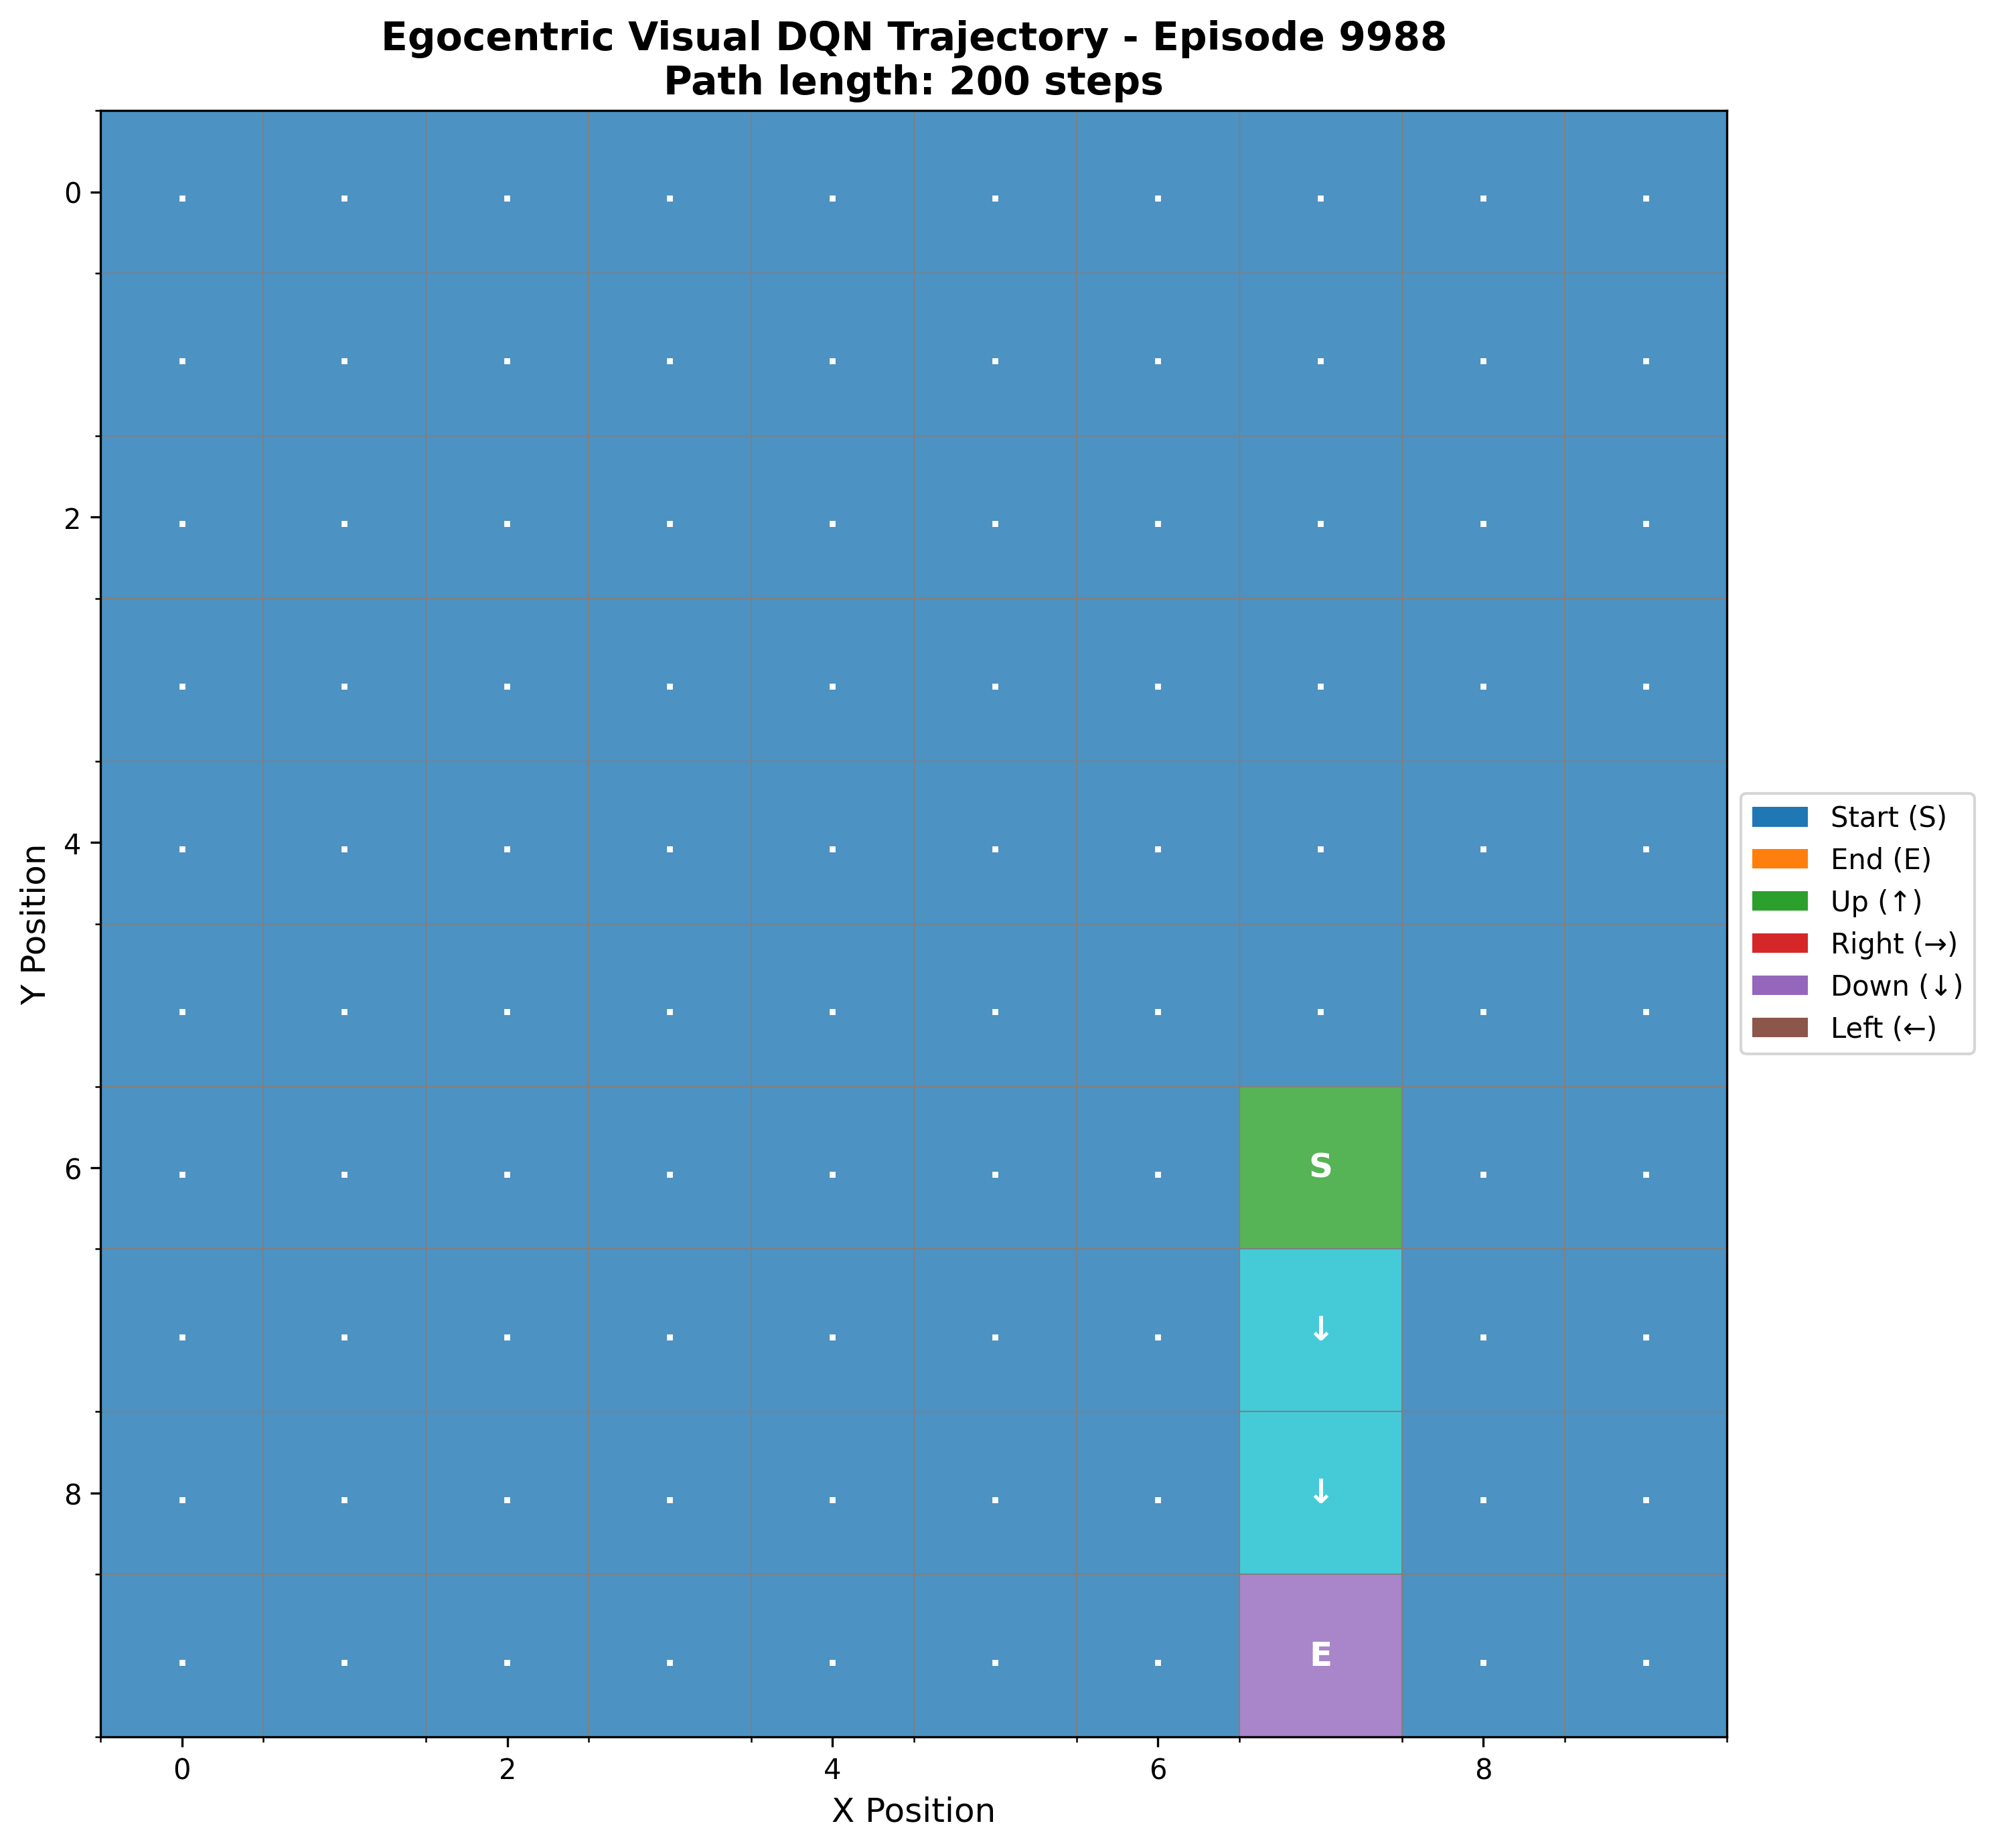 Egocentric Visual DQN Trajectory - Episode 9988
Path length: 200 steps
Y Position
0
2
4
6
8
S
↓
↓
E
0
2
4
6
8
X Position
Start (S)
End (E)
Up (↑)
Right (→)
Down (↓)
Left (←)